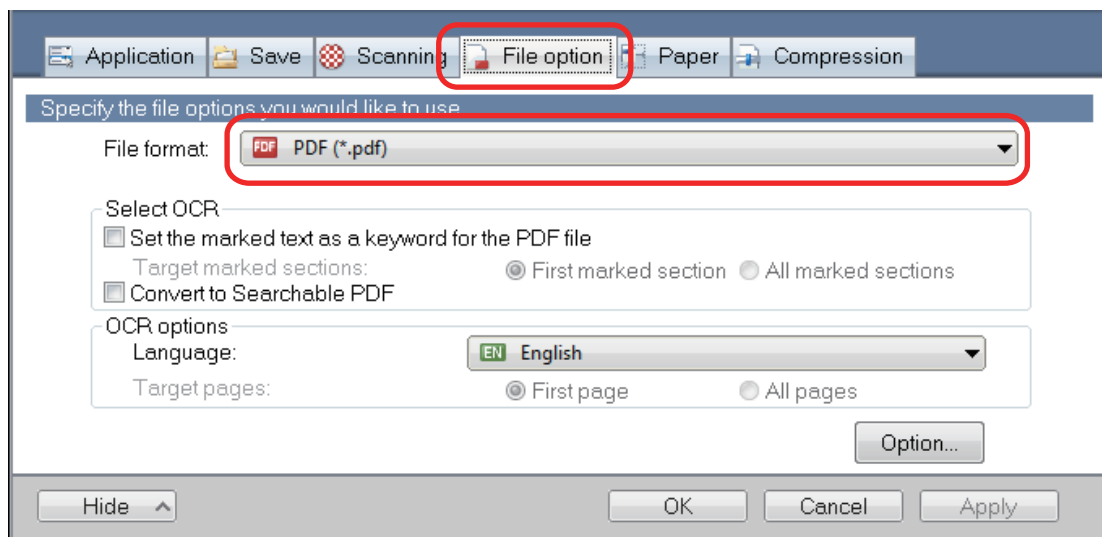 Application Save Scanning File option Paper Compression
Specify the file options you would like to use
File format: PDF PDF (*.pdf)
Select OCR
Set the marked text as a keyword for the PDF file
Target marked sections: First marked section All marked sections
Convert to Searchable PDF
OCR options
Language: EN English
Target pages: First page All pages
Option...
Hide OK Cancel Apply